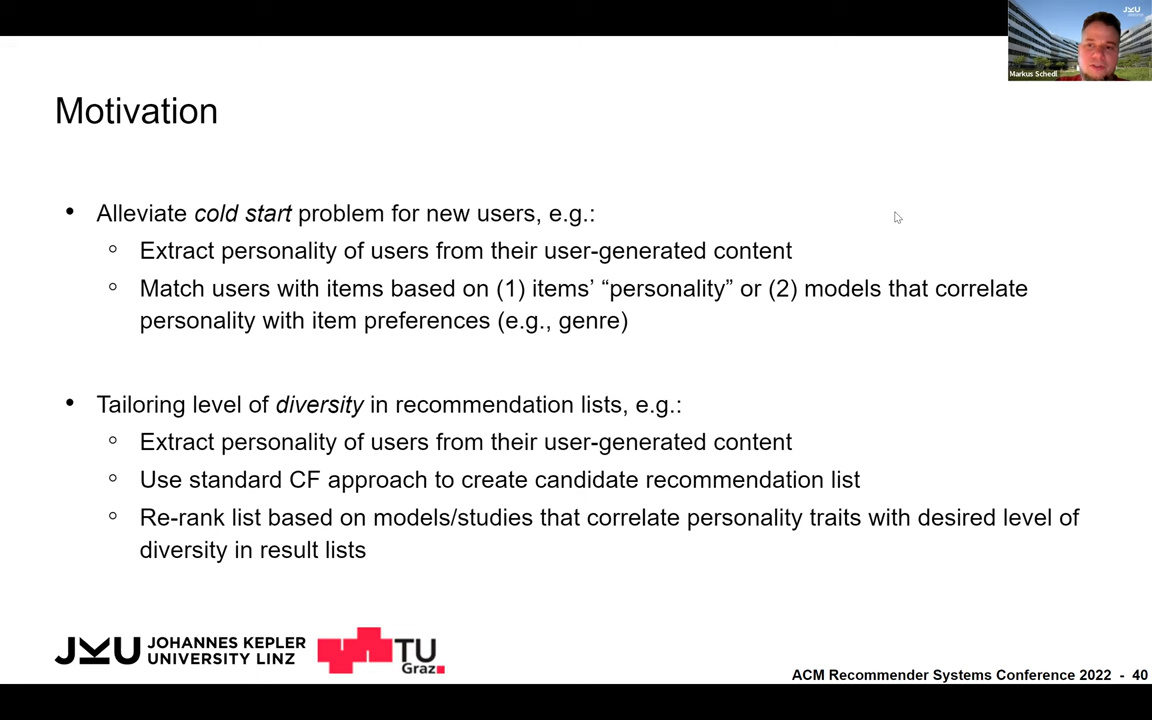 JKU
Markus Schedl
Motivation
• Alleviate cold start problem for new users, e.g.:
○ Extract personality of users from their user-generated content
○ Match users with items based on (1) items’ “personality” or (2) models that correlate
personality with item preferences (e.g., genre)
• Tailoring level of diversity in recommendation lists, e.g.:
○ Extract personality of users from their user-generated content
○ Use standard CF approach to create candidate recommendation list
○ Re-rank list based on models/studies that correlate personality traits with desired level of
diversity in result lists
JKU JOHANNES KEPLER
UNIVERSITY LINZ
TU
Graz
ACM Recommender Systems Conference 2022 - 40